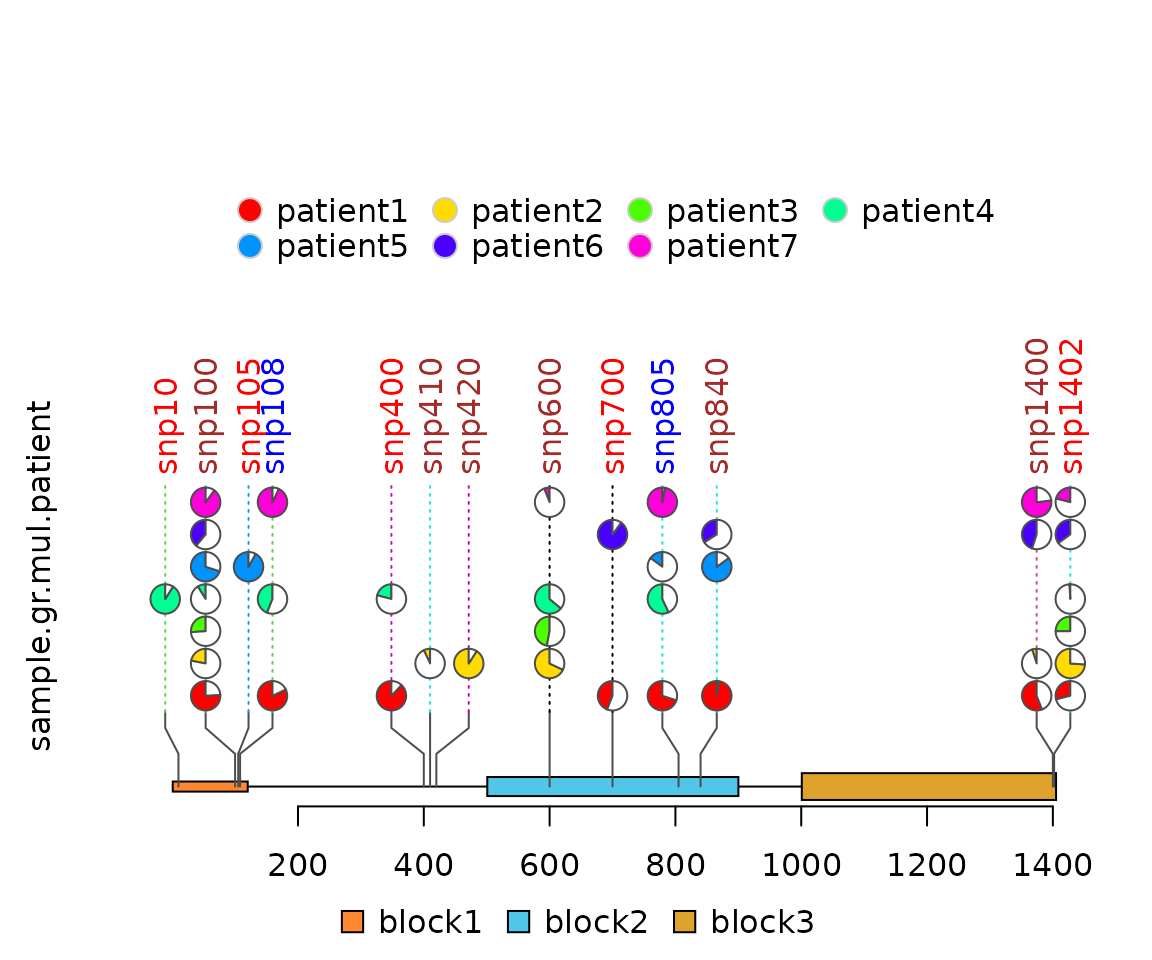 patient1 patient2 patient3 patient4
patient5 patient6 patient7
sample.gr.mul.patient
snp10
snp100
snp105
snp108
snp400
snp410
snp420
snp600
snp700
snp805
snp840
snp1400
snp1402
200 400 600 800 1000 1200 1400
block1 block2 block3